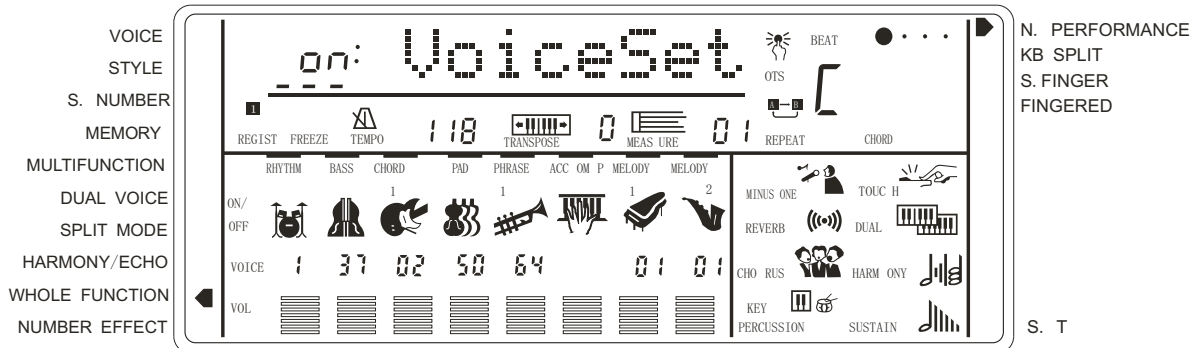 VOICE
STYLE
S. NUMBER
MEMORY
MULTIFUNCTION
DUAL VOICE
SPLIT MODE
HARMONY/ECHO
WHOLE FUNCTION
NUMBER EFFECT
on: VoiceSet
OTS
BEAT
C
1
A B
REGIST FREEZE TEMPO 118 TRANSPOSE 0 MEAS URE 01 REPEAT CHORD
RHYTHM BASS CHORD PAD PHRASE ACC OM P MELODY MELODY
1 1 1 2
ON/
OFF
VOICE 1 37 02 50 64 01 01
VOL
MINUS ONE TOUC H
REVERB DUAL
CHO RUS HARM ONY
KEY
PERCUSSION SUSTAIN
N. PERFORMANCE
KB SPLIT
S. FINGER
FINGERED
S. T